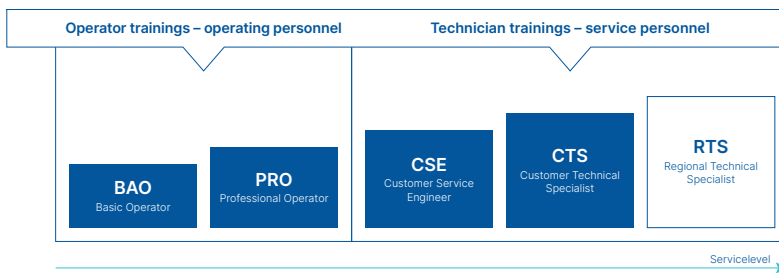 Operator trainings – operating personnel
Technician trainings – service personnel
BAO
Basic Operator
PRO
Professional Operator
CSE
Customer Service
Engineer
CTS
Customer Technical
Specialist
RTS
Regional Technical
Specialist
Servicelevel